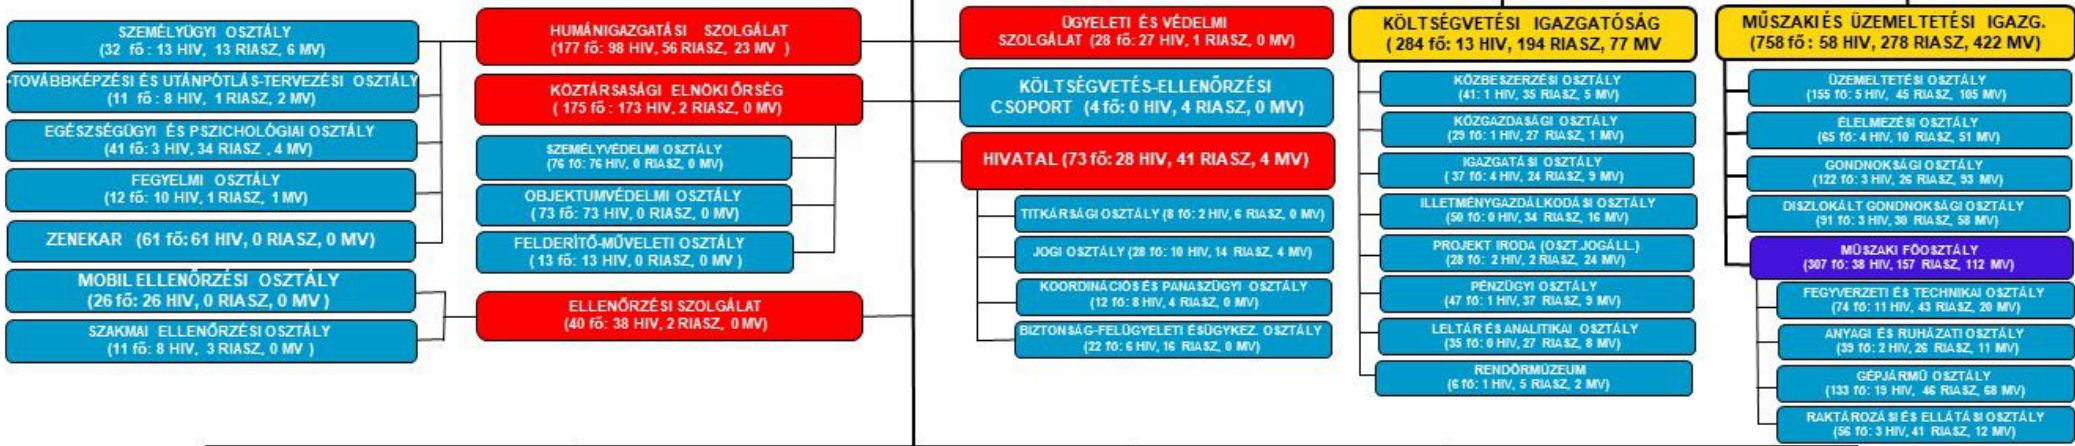 SZEMÉLYÜGYI OSZTÁLY
(32 fő: 13 HIV, 13 RIASZ, 6 MV)
-TOVÁBBKÉPZÉSI ÉS UTÁNPÓTLÁS-TERVEZÉSI OSZTÁLY
(11 fő: 8 HIV, 1 RIASZ, 2 MV)
EGÉSZSÉGÜGYI ÉS PSZICHOLÓGIAI OSZTÁLY
(41 fő: 3 HIV, 34 RIASZ , 4 MV)
FEGYELMI OSZTÁLY
(12 fő: 10 HIV, 1 RIASZ, 1 MV)
ZENEKAR (61 fő: 61 HIV, 0 RIASZ, 0 MV)
MOBIL ELLENŐRZÉSI OSZTÁLY
(26 fő: 26 HIV, 0 RIASZ, 0 MV )
SZAKMAI ELLENŐRZÉSI OSZTÁLY
(11 fő: 8 HIV, 3 RIASZ, 0 MV )
HUMÁNIGAZGATÁSI SZOLGÁLAT
(177 fő: 98 HIV, 56 RIASZ, 23 MV )
KÖZTÁRSASÁGI ELNÖKI ŐRSÉG
( 175 fő : 173 HIV, 2 RIASZ, 0 MV)
SZEMÉLYVÉDELMI OSZTÁLY
(76 fő: 76 HIV, 0 RIASZ, 0 MV)
OBJEKTUMVÉDELMI OSZTÁLY
(73 fő: 73 HIV, 0 RIASZ, 0 MV)
FELDERÍTŐ-MŰVELETI OSZTÁLY
(13 fő: 13 HIV, 0 RIASZ, 0 MV )
ELLENŐRZÉSI SZOLGÁLAT
(40 fő: 38 HIV, 2 RIASZ, 0 MV)
ÜGYELETI ÉS VÉDELMI
SZOLGÁLAT (28 fő: 27 HIV, 1 RIASZ, 0 MV)
KÖLTSÉGVETÉS-ELLENŐRZÉSI
CSOPORT (4 fő: 0 HIV, 4 RIASZ, 0 MV)
HIVATAL (73 fő: 28 HIV, 41 RIASZ, 4 MV)
TITKÁRSÁGI OSZTÁLY (8 fő: 2 HIV, 6 RIASZ, 0 MV)
JOGI OSZTÁLY (28 fő: 10 HIV, 14 RIASZ, 4 MV)
KOORDINÁCIÓS ÉS PANASZÜGYI OSZTÁLY
(12 fő: 8 HIV, 4 RIASZ, 0 MV)
BIZTONSÁG-FELÜGYELETI ÉS ÜGYKEZ. OSZTÁLY
(22 fő: 6 HIV, 16 RIASZ, 0 MV)
KÖLTSÉGVETÉSI IGAZGATÓSÁG
( 284 fő: 13 HIV, 194 RIASZ, 77 MV
KÖZBESZERZÉSI OSZTÁLY
(41: 1 HIV, 35 RIASZ, 5 MV)
KÖZGAZDASÁGI OSZTÁLY
(29 fő: 1 HIV, 27 RIASZ, 1 MV)
IGAZGATÁSI OSZTÁLY
( 37 fő: 4 HIV, 24 RIASZ, 9 MV)
ILLETMÉNYGAZDÁLKODÁSI OSZTÁLY
(50 fő: 0 HIV, 34 RIASZ, 16 MV)
PROJEKT IRODA (OSZT.JOGÁLL.)
(28 fő: 2 HIV, 2 RIASZ, 24 MV)
PÉNZÜGYI OSZTÁLY
(47 fő: 1 HIV, 37 RIASZ, 9 MV)
LELTÁR ÉS ANALITIKAI OSZTÁLY
(35 fő: 0 HIV, 27 RIASZ, 8 MV)
RENDŐRMÚZEUM
(6 fő: 1 HIV, 5 RIASZ, 2 MV)
MŰSZAKI ÉS ÜZEMELTETÉSI IGAZG.
(758 fő : 58 HIV, 278 RIASZ, 422 MV)
ÜZEMELTETÉSI OSZTÁLY
(155 fő: 5 HIV, 45 RIASZ, 105 MV)
ÉLELMEZÉSI OSZTÁLY
(65 fő: 4 HIV, 10 RIASZ, 51 MV)
GONDNOKSÁGI OSZTÁLY
(122 fő: 3 HIV, 26 RIASZ, 93 MV)
DISZLOKÁLT GONDNOKSÁGI OSZTÁLY
(91 fő: 3 HIV, 30 RIASZ, 58 MV)
MŰSZAKI FŐOSZTÁLY
(307 fő: 38 HIV, 157 RIASZ, 112 MV)
FEGYVERZETI ÉS TECHNIKAI OSZTÁLY
(74 fő: 11 HIV, 43 RIASZ, 20 MV)
ANYAGI ÉS RUHÁZATI OSZTÁLY
(39 fő: 2 HIV, 26 RIASZ, 11 MV)
GÉPJÁRMŰ OSZTÁLY
(133 fő: 19 HIV, 46 RIASZ, 68 MV)
RAKTÁROZÁSI ÉS ELLÁTÁSI OSZTÁLY
(56 fő: 3 HIV, 41 RIASZ, 12 MV)